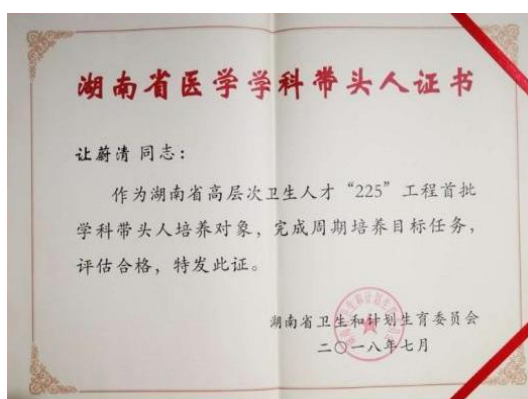 湖南省医学学科带头人证书
让蔚清 同志：
作为湖南省高层次卫生人才“225”工程首批
学科带头人培养对象，完成周期培养目标任务，
评估合格，特发此证。
湖南省卫生和计划生育委员会
二〇一八年七月